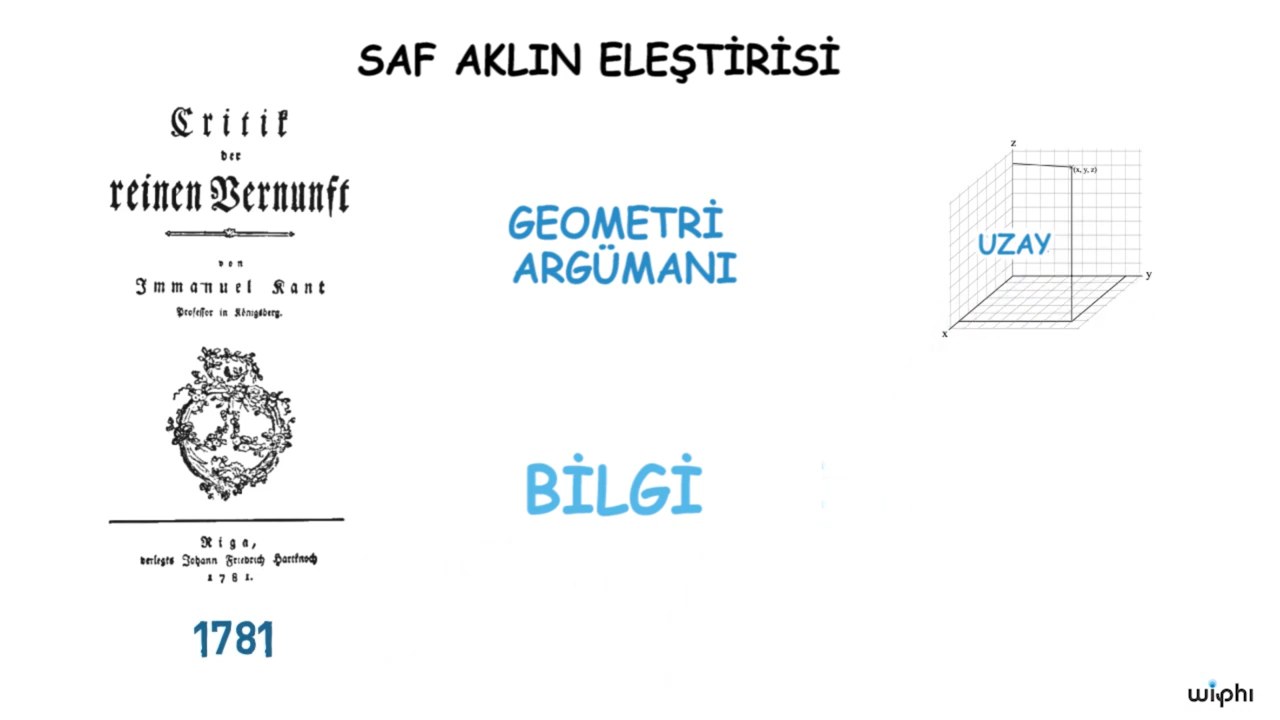 SAF AKLIN ELEŞTİRİSİ
Critik
der
reinen Vernunft
von
Immanuel Kant
Professor in Königsberg.
Riga,
verlegts Johann Friedrich Hartknoch
1781.
1781
GEOMETRİ
ARGÜMANI
BİLGİ
z
(x, y, z)
UZAY
y
x
wiphi